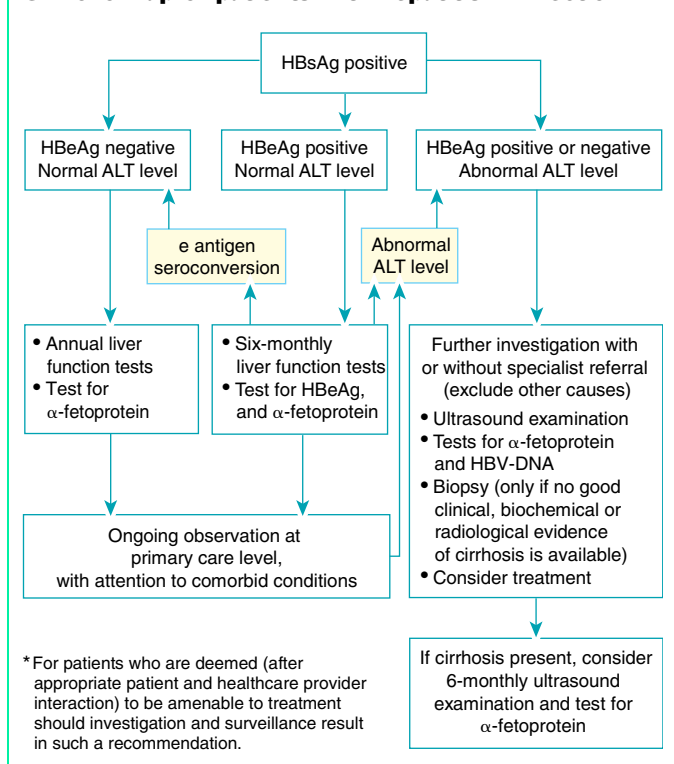 HBsAg positive
HBeAg negative
Normal ALT level
HBeAg positive
Normal ALT level
HBeAg positive or negative
Abnormal ALT level
e antigen
seroconversion
Abnormal
ALT level
• Annual liver
function tests
• Test for
α-fetoprotein
• Six-monthly
liver function tests
• Test for HBeAg,
and α-fetoprotein
Further investigation with
or without specialist referral
(exclude other causes)
• Ultrasound examination
• Tests for α-fetoprotein
and HBV-DNA
• Biopsy (only if no good
clinical, biochemical or
radiological evidence
of cirrhosis is available)
• Consider treatment
Ongoing observation at
primary care level,
with attention to comorbid conditions
If cirrhosis present, consider
6-monthly ultrasound
examination and test for
α-fetoprotein
* For patients who are deemed (after
appropriate patient and healthcare provider
interaction) to be amenable to treatment
should investigation and surveillance result
in such a recommendation.